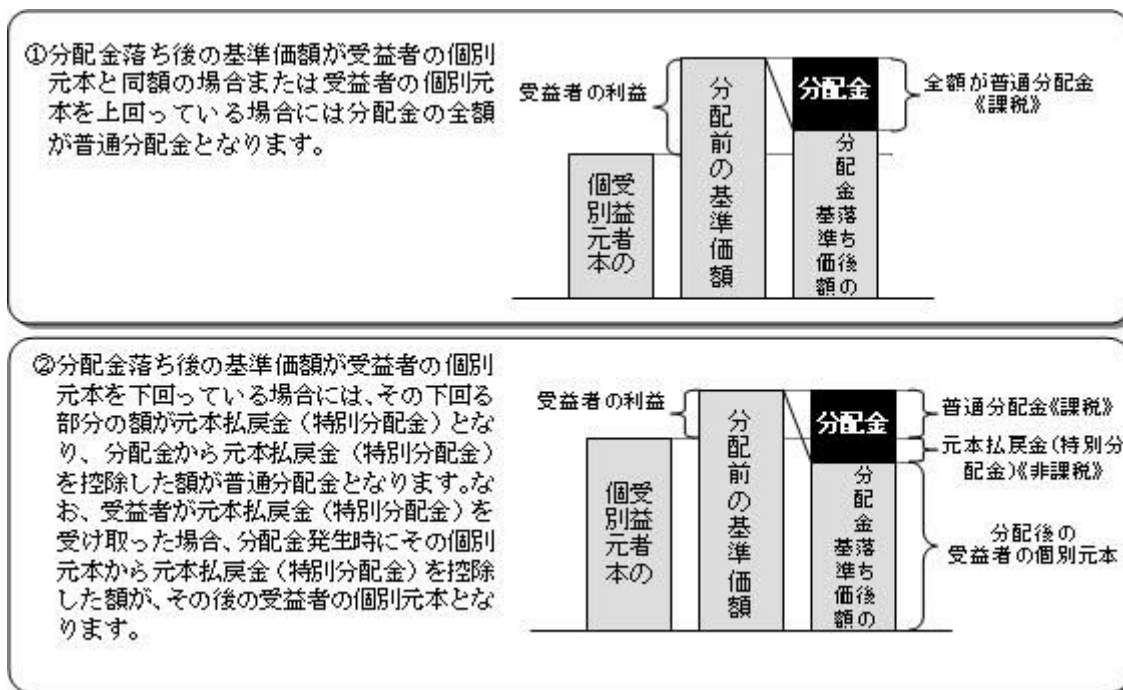 ①分配金落ち後の基準価額が受益者の個別
元本と同額の場合または受益者の個別元
本を上回っている場合には分配金の全額
が普通分配金となります。
受益者の利益
受益者の
個別元本
分配前の基準価額
分配金
分配金落ち後の
基準価額
全額が普通分配金
《課税》
②分配金落ち後の基準価額が受益者の個別
元本を下回っている場合には、その下回る
部分の額が元本払戻金(特別分配金)とな
り、分配金から元本払戻金(特別分配金)
を控除した額が普通分配金となります。な
お、受益者が元本払戻金(特別分配金)を
受け取った場合、分配金発生時にその個別
元本から元本払戻金(特別分配金)を控除
した額が、その後の受益者の個別元本とな
ります。
受益者の利益
受益者の
個別元本
分配前の基準価額
分配金
分配金落ち後の
基準価額
普通分配金《課税》
元本払戻金(特別分
配金)《非課税》
分配後の
受益者の個別元本